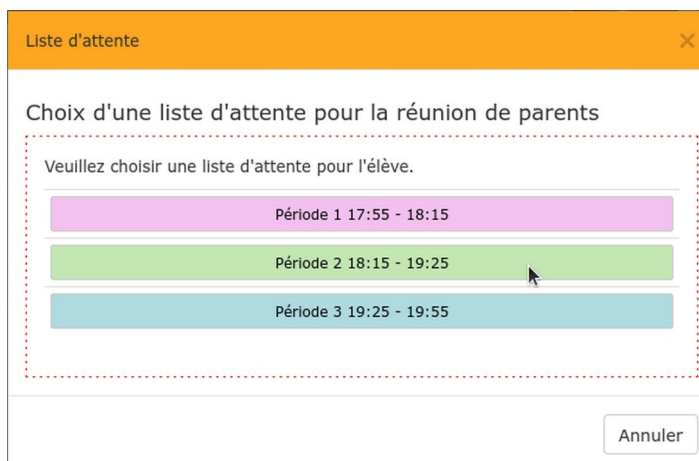 Liste d'attente
×
Choix d'une liste d'attente pour la réunion de parents
Veuillez choisir une liste d'attente pour l'élève.
Période 1 17:55 - 18:15
Période 2 18:15 - 19:25
Période 3 19:25 - 19:55
Annuler